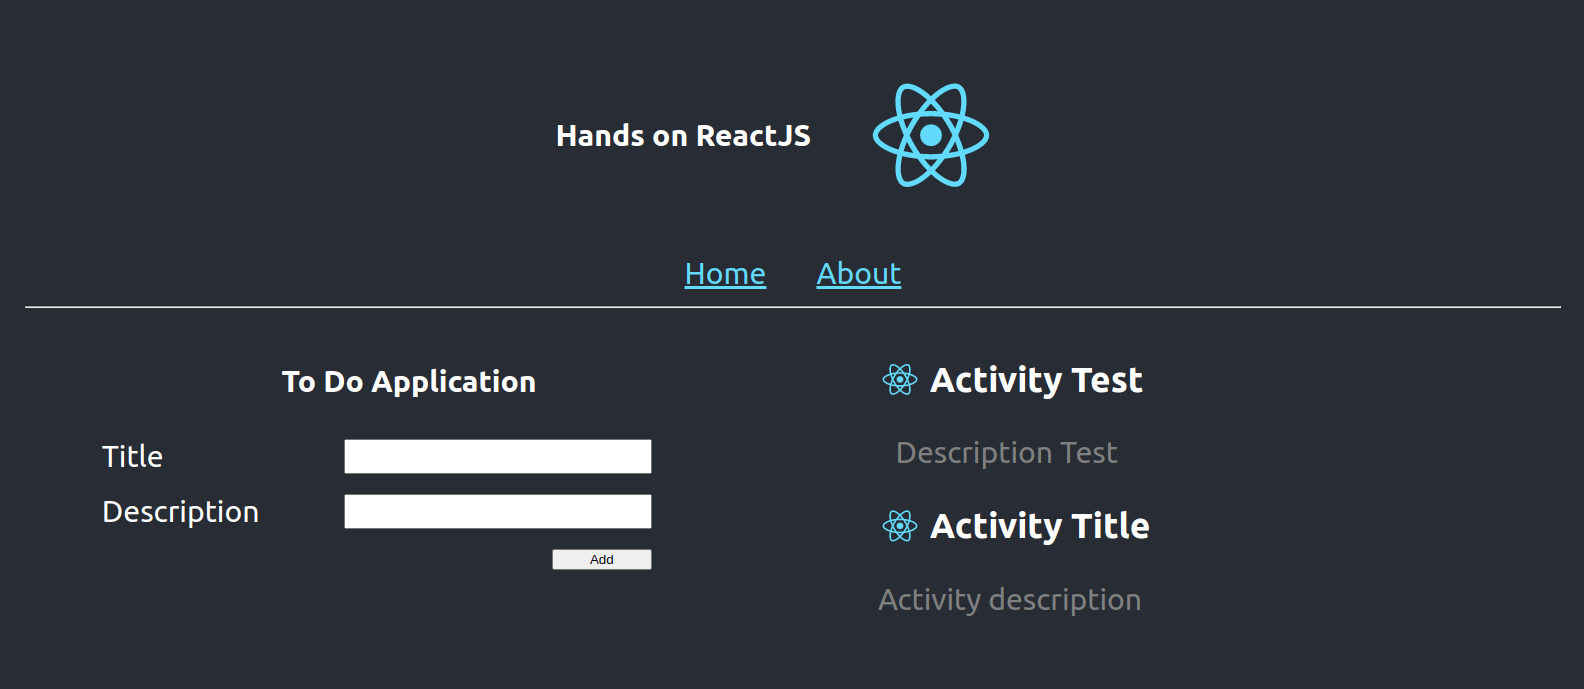 Hands on ReactJS
Home About
To Do Application
Title
Description
Add
Activity Test
Description Test
Activity Title
Activity description